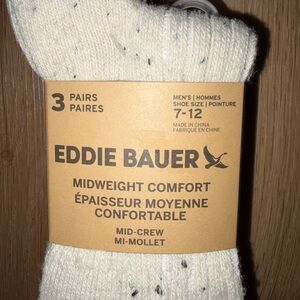 3 PAIRS
PAIRES
MEN'S | HOMMES
SHOE SIZE | POINTURE
7-12
MADE IN CHINA
FABRIQUÉ EN CHINE
EDDIE BAUER
MIDWEIGHT COMFORT
ÉPAISSEUR MOYENNE
CONFORTABLE
MID-CREW
MI-MOLLET